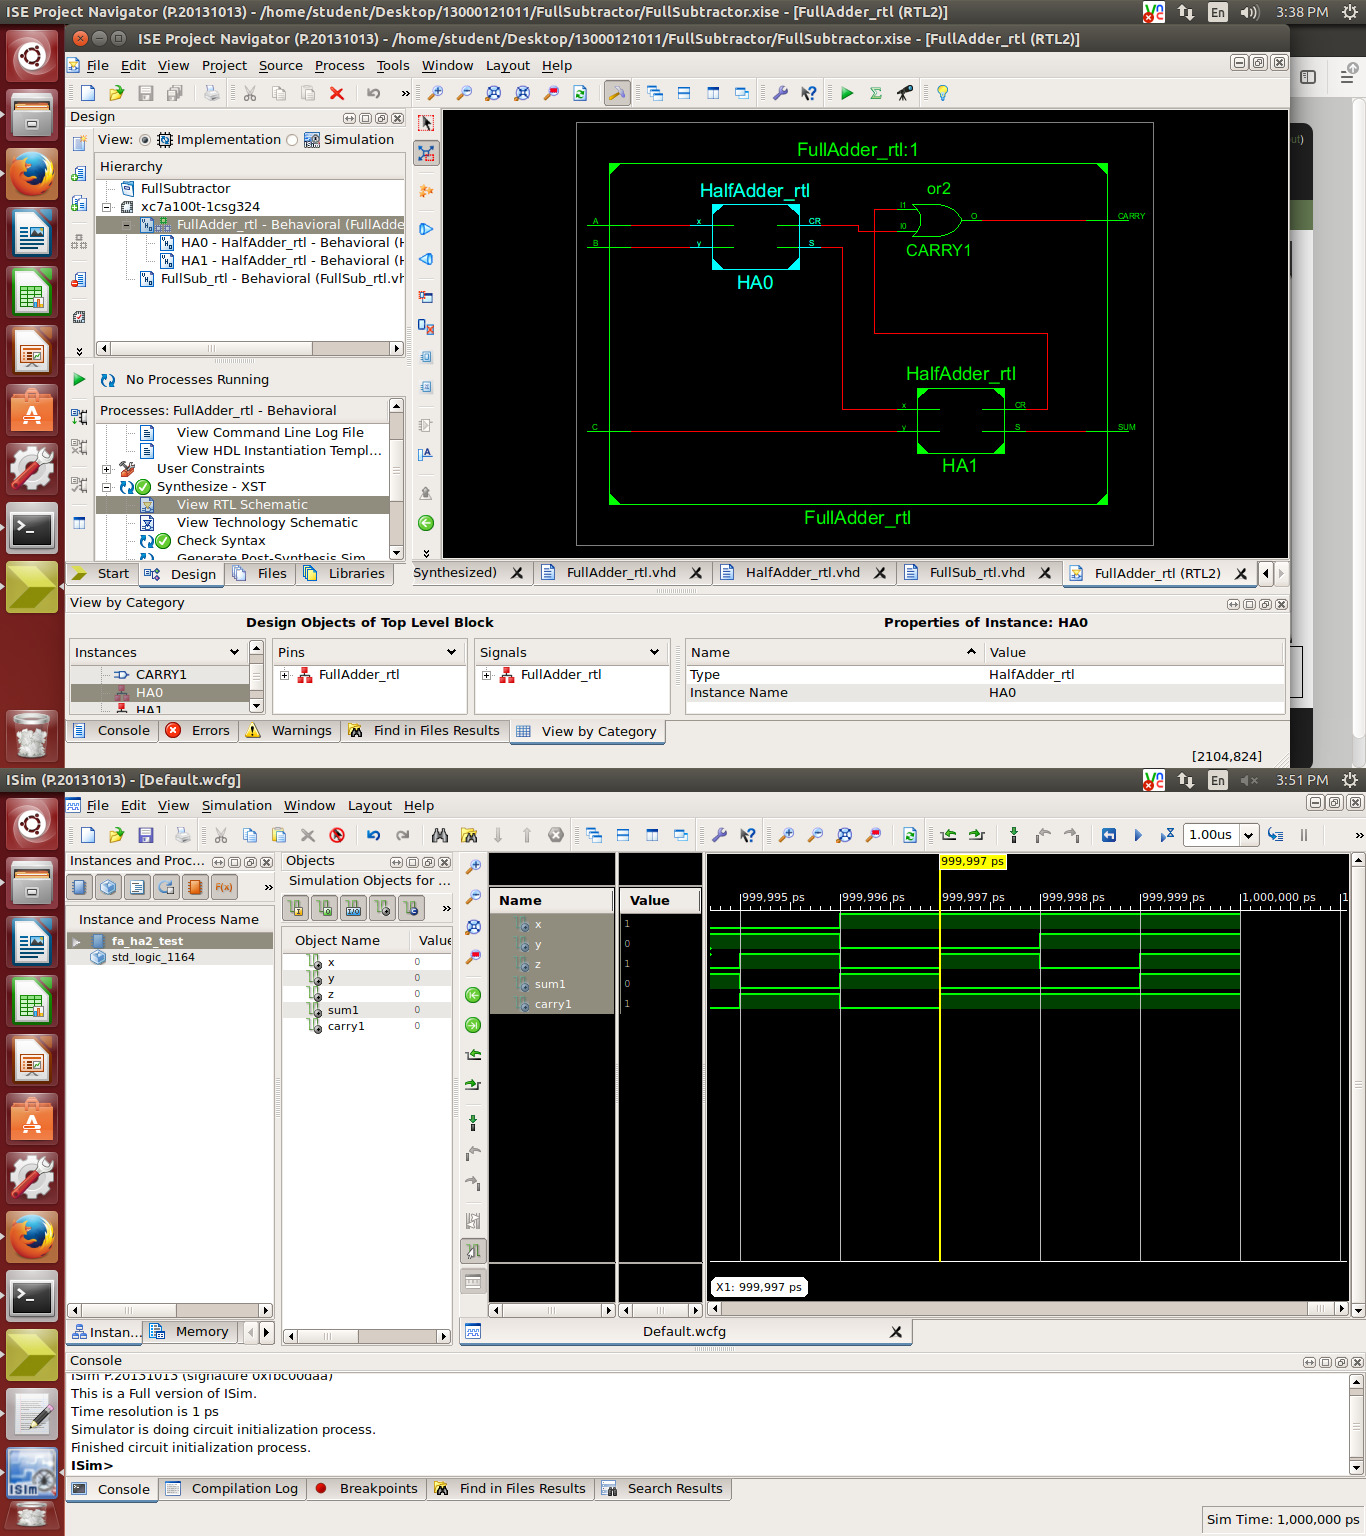 ISE Project Navigator (P.20131013) - /home/student/Desktop/13000121011/FullSubtractor/FullSubtractor.xise - [FullAdder_rtl (RTL2)]
En
3:38 PM
ISE Project Navigator (P.20131013) - /home/student/Desktop/13000121011/FullSubtractor/FullSubtractor.xise - [FullAdder_rtl (RTL2)]
File Edit View Project Source Process Tools Window Layout Help
Design
View: Implementation Simulation
Hierarchy
FullSubtractor
xc7a100t-1csg324
FullAdder_rtl - Behavioral (FullAdde
HA0 - HalfAdder_rtl - Behavioral (H
HA1 - HalfAdder_rtl - Behavioral (H
FullSub_rtl - Behavioral (FullSub_rtl.vh
No Processes Running
Processes: FullAdder_rtl - Behavioral
View Command Line Log File
View HDL Instantiation Templ...
User Constraints
Synthesize - XST
View RTL Schematic
View Technology Schematic
Check Syntax
Generate Post-Synthesis Sim
Start Design Files Libraries
FullAdder_rtl:1
HalfAdder_rtl
or2
A
B
x
y
CR
S
I1
I0
O
CARRY
CARRY1
HA0
HalfAdder_rtl
C
x
y
CR
S
SUM
HA1
FullAdder_rtl
Synthesized) FullAdder_rtl.vhd HalfAdder_rtl.vhd FullSub_rtl.vhd FullAdder_rtl (RTL2)
View by Category
Design Objects of Top Level Block
Properties of Instance: HA0
Instances Pins Signals Name Value
CARRY1 FullAdder_rtl FullAdder_rtl Type HalfAdder_rtl
HA0 Instance Name HA0
HA1
Console Errors Warnings Find in Files Results View by Category
[2104,824]
ISim (P.20131013) - [Default.wcfg]
En
3:51 PM
File Edit View Simulation Window Layout Help
1.00us
Instances and Proc...
Objects
Simulation Objects for ...
Instance and Process Name
fa_ha2_test
std_logic_1164
Object Name Value
x 0
y 0
z 0
sum1 0
carry1 0
Name Value
x 1
y 0
z 1
sum1 0
carry1 1
999,997 ps
999,995 ps 999,996 ps 999,997 ps 999,998 ps 999,999 ps 1,000,000 ps 1
X1: 999,997 ps
Instan... Memory
Default.wcfg
Console
ISim P.20131013 (signature 0xfbc00daa)
This is a Full version of ISim.
Time resolution is 1 ps
Simulator is doing circuit initialization process.
Finished circuit initialization process.
ISim>
Console Compilation Log Breakpoints Find in Files Results Search Results
Sim Time: 1,000,000 ps